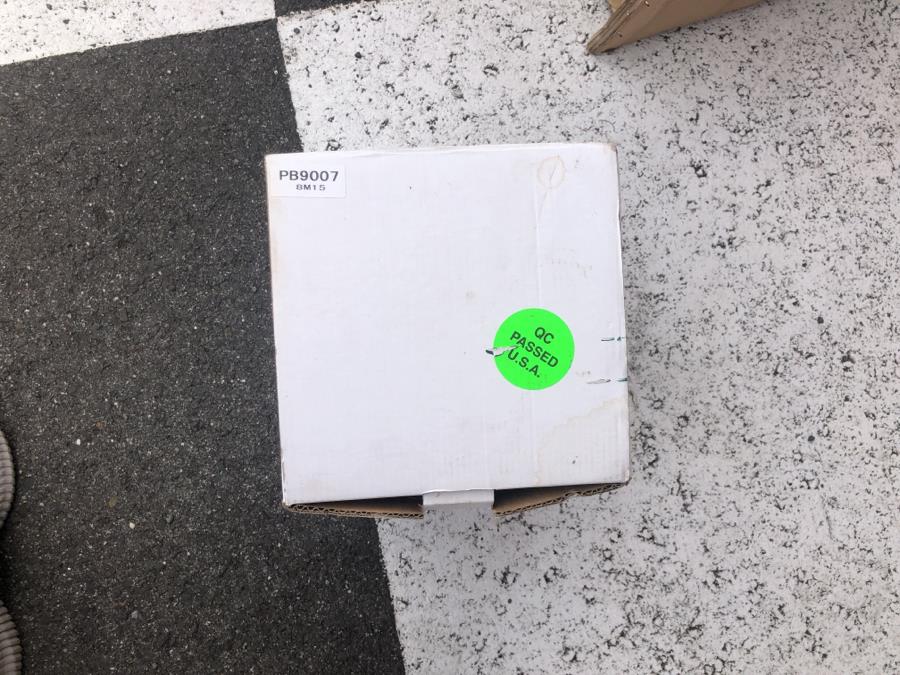 PB9007
8M15
QC
PASSED
U.S.A.